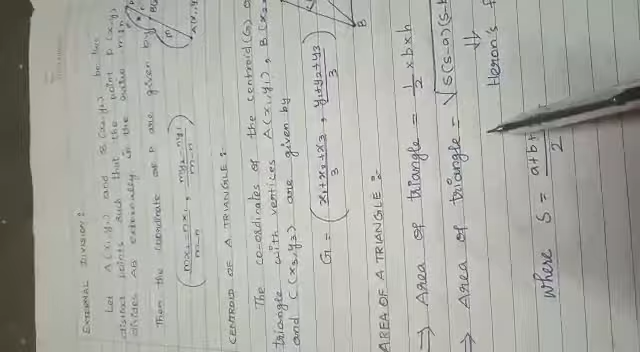 EXTERNAL DIVISION :
Let A(x₁,y₁) and B(x₂,y₂) be two
distinct points such that the point P(x,y)
divides AB externally in the ratio m:n
Then the coordinate of P are given by
(mx₂-nx₁/m-n , my₂-ny₁/m-n)
A(x₁,y₁
CENTROID OF A TRIANGLE :
The co-ordinates of the centroid (G) of
triangle with vertices A(x₁,y₁), B(x₂,
and C(x₃,y₃) are given by
G = (x₁+x₂+x₃/3 , y₁+y₂+y₃/3)
B
AREA OF A TRIANGLE :
⇒ Area of triangle = 1/2 × b×h
⇒ Area of triangle = √s(s-a)(s-b
⇓
Heron's f
where S = a+b+ /2